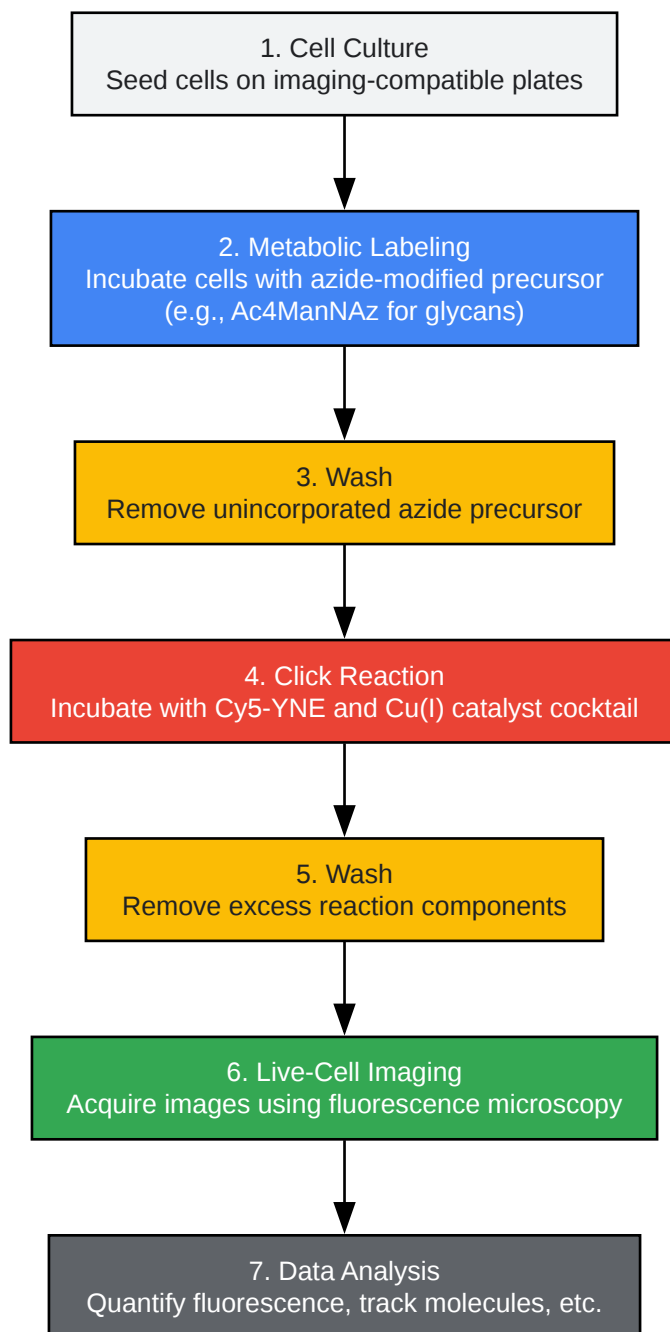 1. Cell Culture
Seed cells on imaging-compatible plates
2. Metabolic Labeling
Incubate cells with azide-modified precursor
(e.g., Ac4ManNAz for glycans)
3. Wash
Remove unincorporated azide precursor
4. Click Reaction
Incubate with Cy5-YNE and Cu(I) catalyst cocktail
5. Wash
Remove excess reaction components
6. Live-Cell Imaging
Acquire images using fluorescence microscopy
7. Data Analysis
Quantify fluorescence, track molecules, etc.